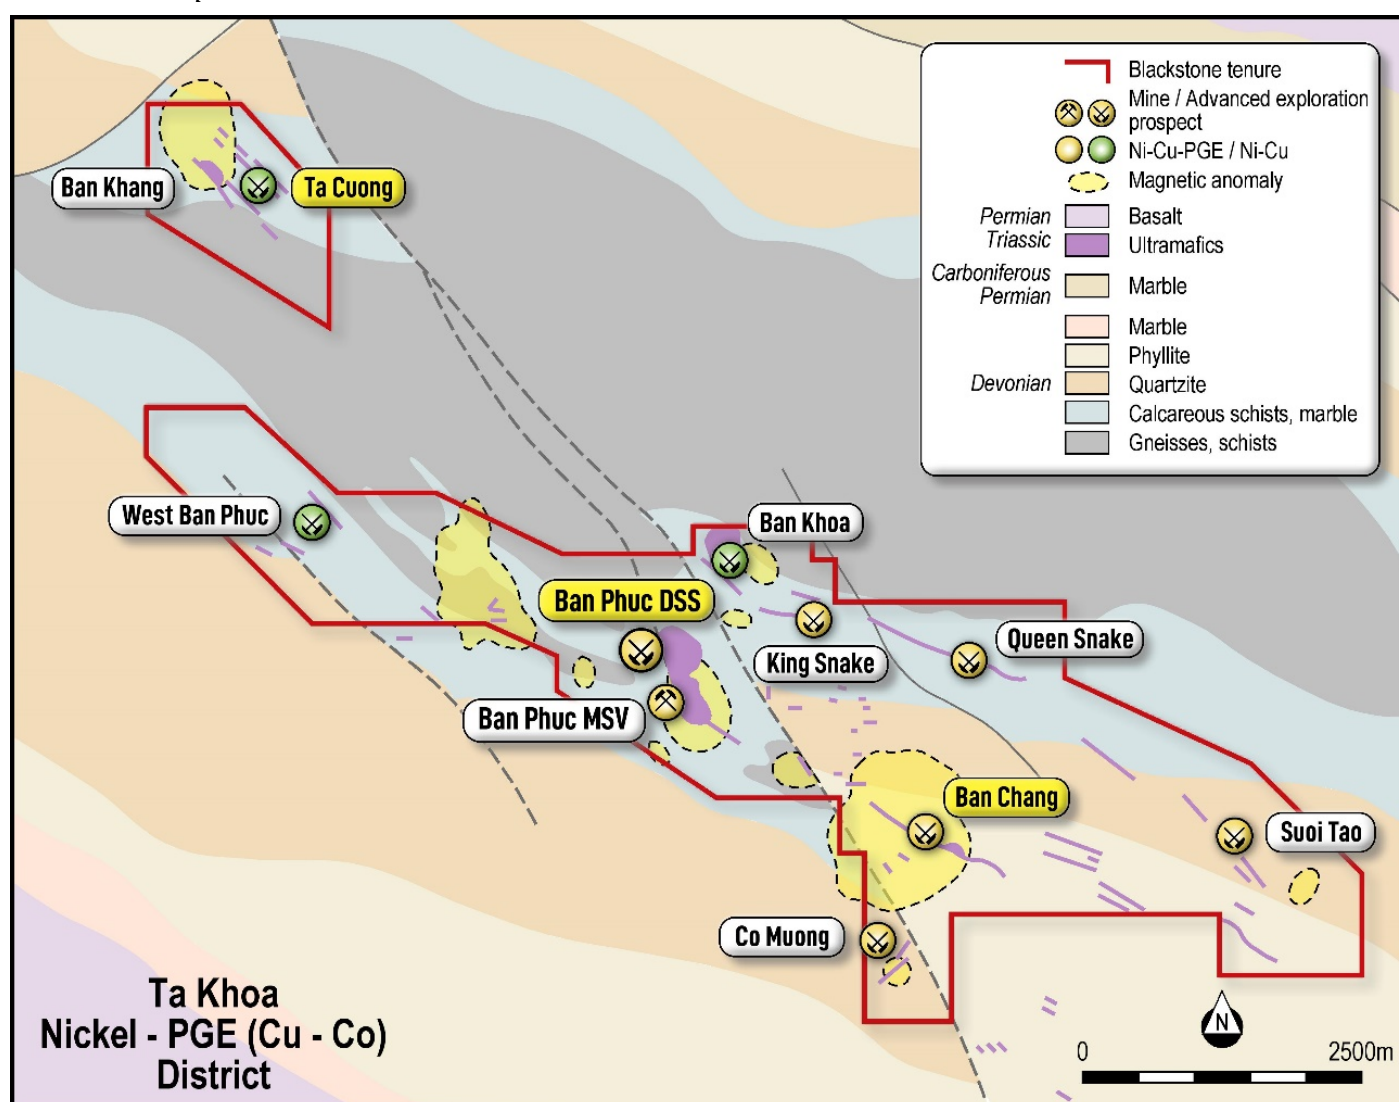 Blackstone tenure
Mine / Advanced exploration
prospect
Ni-Cu-PGE / Ni-Cu
Magnetic anomaly
Permian
Triassic
Basalt
Ultramafics
Carboniferous
Permian
Marble
Marble
Phyllite
Devonian
Quartzite
Calcareous schists, marble
Gneisses, schists
Ban Khang
Ta Cuong
West Ban Phuc
Ban Khoa
Ban Phuc DSS
King Snake
Queen Snake
Ban Phuc MSV
Ban Chang
Suoi Tao
Co Muong
Ta Khoa
Nickel - PGE (Cu - Co)
District
N
0 2500m